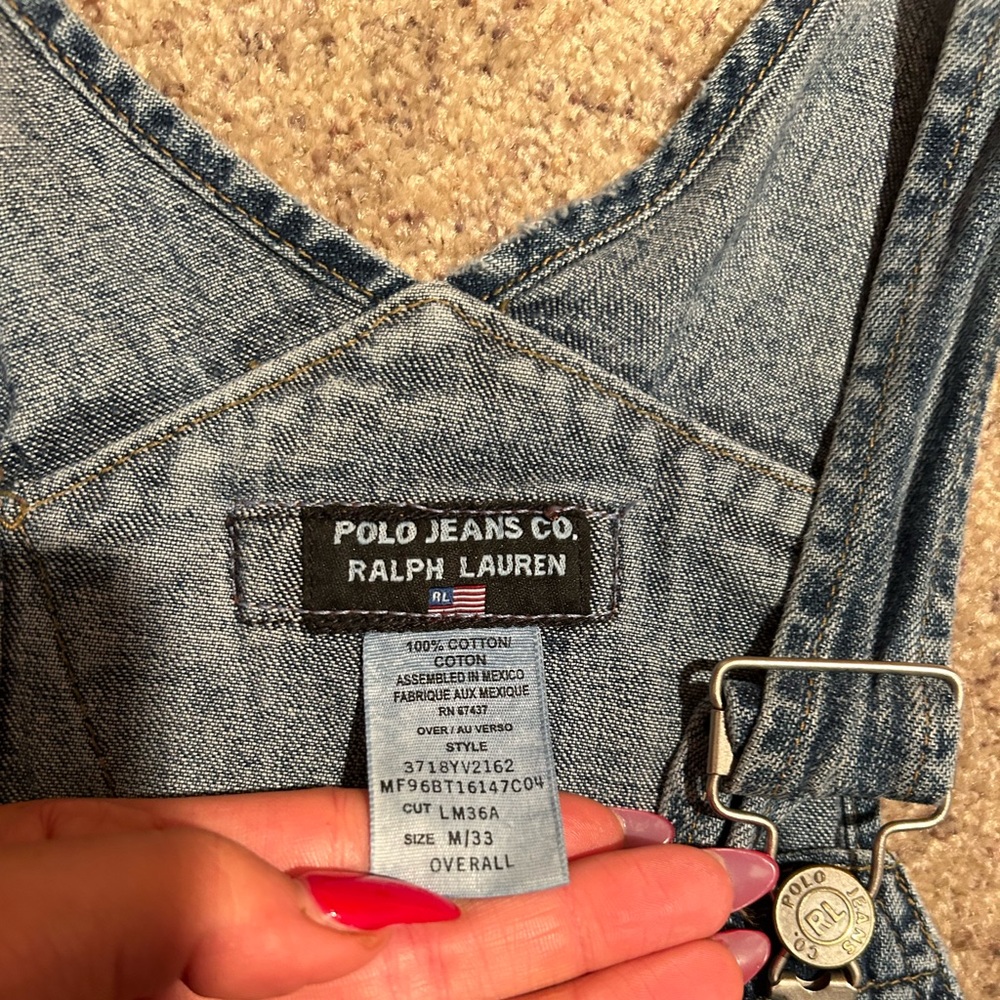 POLO JEANS CO.
RALPH LAUREN
RL
100% COTTON/
COTON
ASSEMBLED IN MEXICO
FABRIQUE AUX MEXIQUE
RN 67437
OVER / AU VERSO
STYLE
3718YV2162
MF96BT16147C04
CUT LM36A
SIZE M/33
OVERALL
POLO JEANS CO.
RL